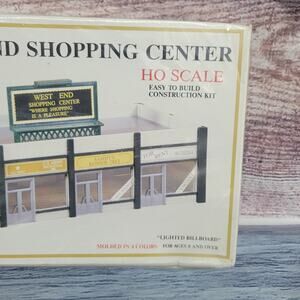 ND SHOPPING CENTER
HO SCALE
EASY TO BUILD
CONSTRUCTION KIT
WEST END
SHOPPING CENTER
"WHERE SHOPPING
IS A PLEASURE"
"LIGHTED BILLBOARD"
MOLDED IN 4 COLORS
FOR AGES 8 AND OVER